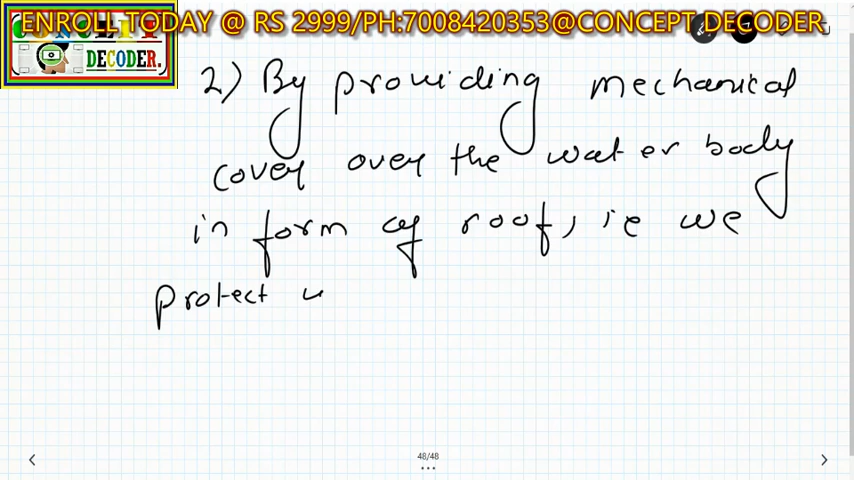 ENROLL TODAY @ RS 2999/PH:7008420353@CONCEPT DECODER.
DECODER.
2) By providing mechanical
cover over the water body
in form of roof, ie we
protect
48/48